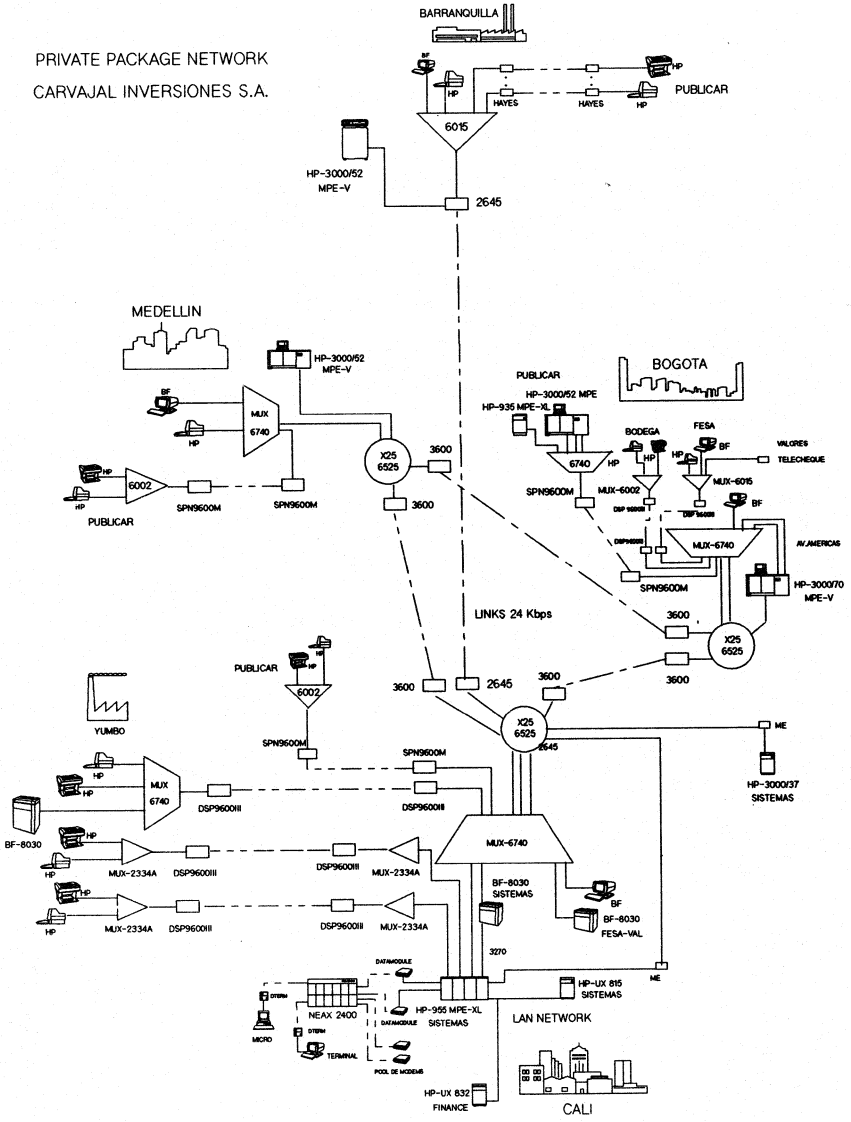 BARRANQUILLA
PRIVATE PACKAGE NETWORK
CARVAJAL INVERSIONES S.A.
BF
HP
HP
HP
PUBLICAR
HAYES
HAYES
6015
HP-3000/52
MPE-V
2645
MEDELLIN
HP-3000/52
MPE-V
BF
MUX
6740
HP
HP
6002
HP
PUBLICAR
SPN9600M
SPN9600M
X25
6525
3600
3600
BOGOTA
PUBLICAR
HP-3000/52 MPE
HP-935 MPE-XL
6740
HP
SPN9600M
BODEGA
HP
MUX-6002
FESA
BF
HP
MUX-6015
VALORES
TELECHEQUE
DSP 9600III
DSP 9600III
DSP9600III
BF
MUX-6740
AV.AMERICAS
SPN9600M
HP-3000/70
MPE-V
3600
X25
6525
3600
LINKS 24 Kbps
HP
PUBLICAR
HP
6002
3600
2645
3600
YUMBO
X25
6525
2645
ME
SPN9600M
SPN9600M
HP-3000/37
SISTEMAS
HP
HP
MUX
6740
BF-8030
DSP9600III
DSP9600III
MUX-6740
HP
HP
MUX-2334A
DSP9600III
DSP9600III
MUX-2334A
HP
HP
MUX-2334A
DSP9600III
DSP9600III
MUX-2334A
BF-8030
SISTEMAS
BF
BF-8030
FESA-VAL
3270
DATAMODULE
ME
DTERM
NEAX 2400
DATAMODULE
HP-955 MPE-XL
SISTEMAS
HP-UX 815
SISTEMAS
LAN NETWORK
MICRO
DTERM
TERMINAL
POOL DE MODEMS
HP-UX 832
FINANCE
CALI